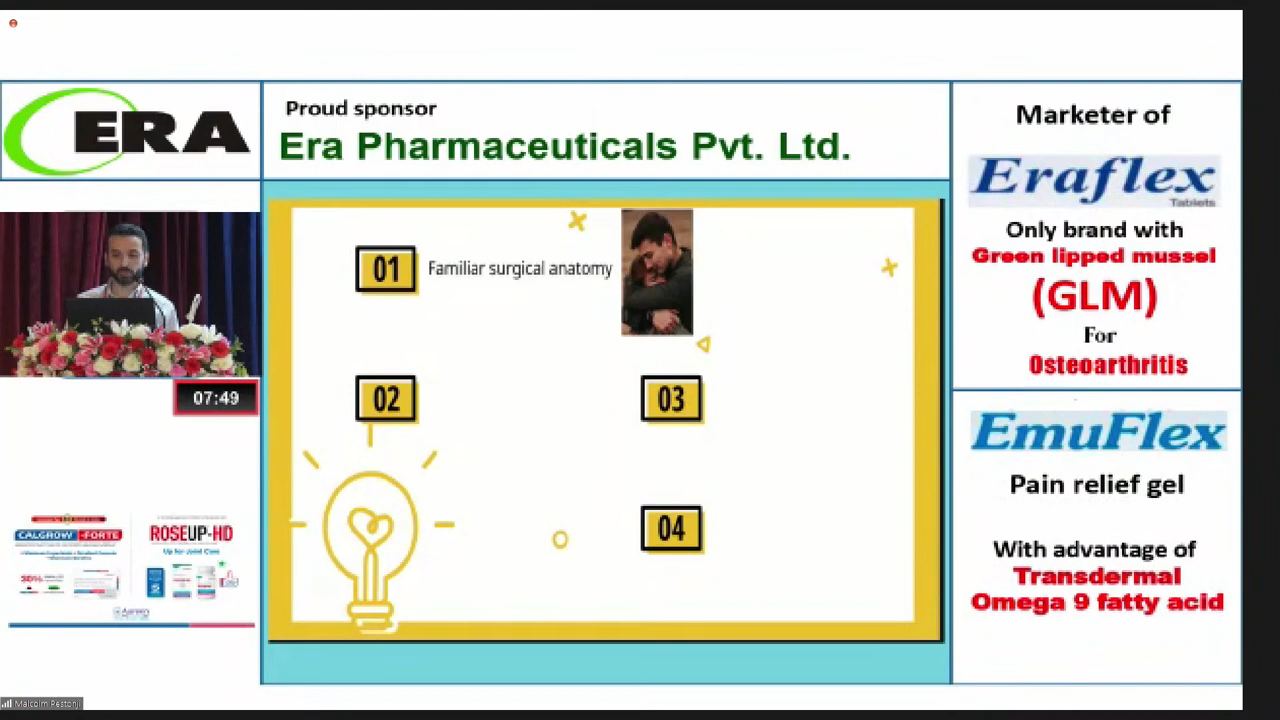 ERA
Proud sponsor
Era Pharmaceuticals Pvt. Ltd.
Marketer of
Eraflex
Tablets
Only brand with
Green lipped mussel
(GLM)
For
Osteoarthritis
01
Familiar surgical anatomy
02
03
04
07:49
CALGROW -FORTE
ROSEUP-HD
Up for Joint Care
EmuFlex
Pain relief gel
With advantage of
Transdermal
Omega 9 fatty acid
Malcolm Pestonji